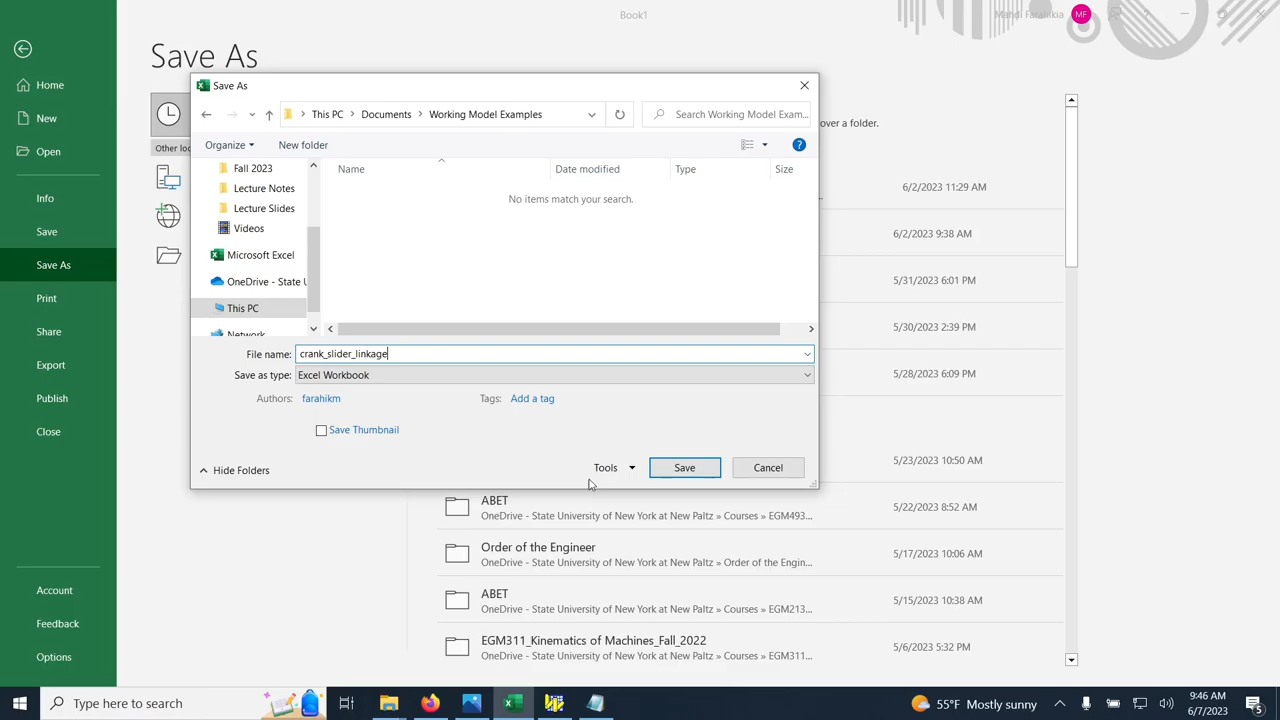 Book1
Mahdi Farahikia
MF
Save As
Home
New
Open
Info
Save
Save As
Print
Share
Export
Publish
Close
Account
Feedback
Options
Other loc
over a folder.
6/2/2023 11:29 AM
6/2/2023 9:38 AM
5/31/2023 6:01 PM
5/30/2023 2:39 PM
5/28/2023 6:09 PM
5/23/2023 10:50 AM
Save As
This PC > Documents > Working Model Examples
Search Working Model Exam...
Organize
New folder
Fall 2023
Lecture Notes
Lecture Slides
Videos
Microsoft Excel
OneDrive - State U
This PC
Network
Name
Date modified
Type
Size
No items match your search.
File name: crank_slider_linkage
Save as type: Excel Workbook
Authors: farahikm
Tags: Add a tag
Save Thumbnail
Hide Folders
Tools
Save
Cancel
ABET
OneDrive - State University of New York at New Paltz » Courses » EGM493...
5/22/2023 8:52 AM
Order of the Engineer
OneDrive - State University of New York at New Paltz » Order of the Engin...
5/17/2023 10:06 AM
ABET
OneDrive - State University of New York at New Paltz » Courses » EGM213...
5/15/2023 10:38 AM
EGM311_Kinematics of Machines_Fall_2022
OneDrive - State University of New York at New Paltz » Courses » EGM311...
5/6/2023 5:32 PM
Type here to search
55°F Mostly sunny
9:46 AM
6/7/2023
5